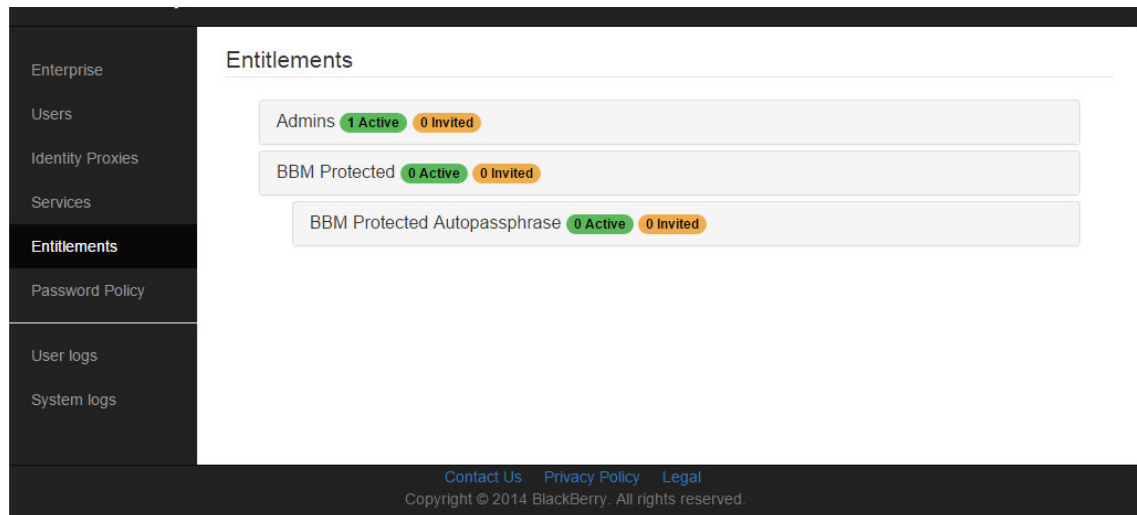 Enterprise
Users
Identity Proxies
Services
Entitlements
Password Policy
User logs
System logs
Entitlements
Admins 1 Active 0 Invited
BBM Protected 0 Active 0 Invited
BBM Protected Autopassphrase 0 Active 0 Invited
Contact Us Privacy Policy Legal
Copyright © 2014 BlackBerry. All rights reserved.